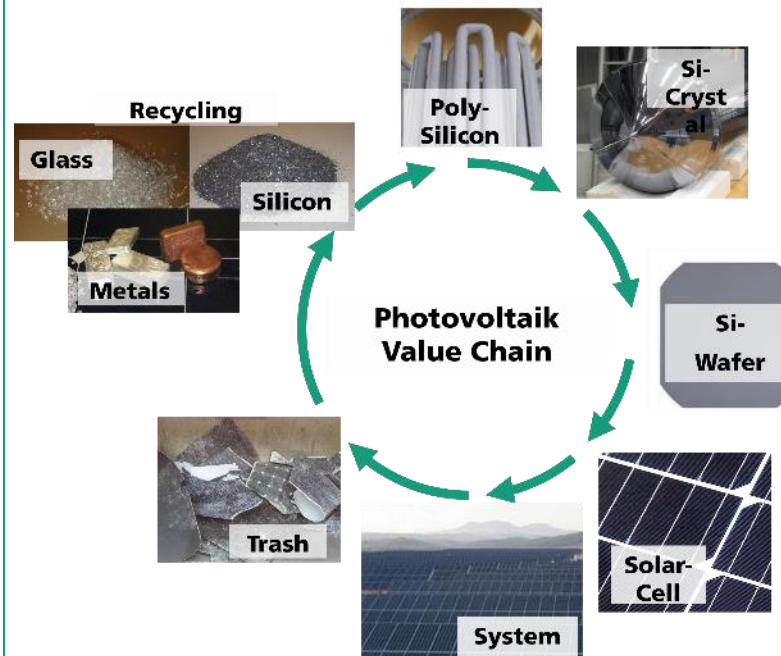 Recycling
Glass
Silicon
Metals
Poly-
Silicon
Si-
Cryst
al
Photovoltaik
Value Chain
Si-
Wafer
Solar-
Cell
System
Trash